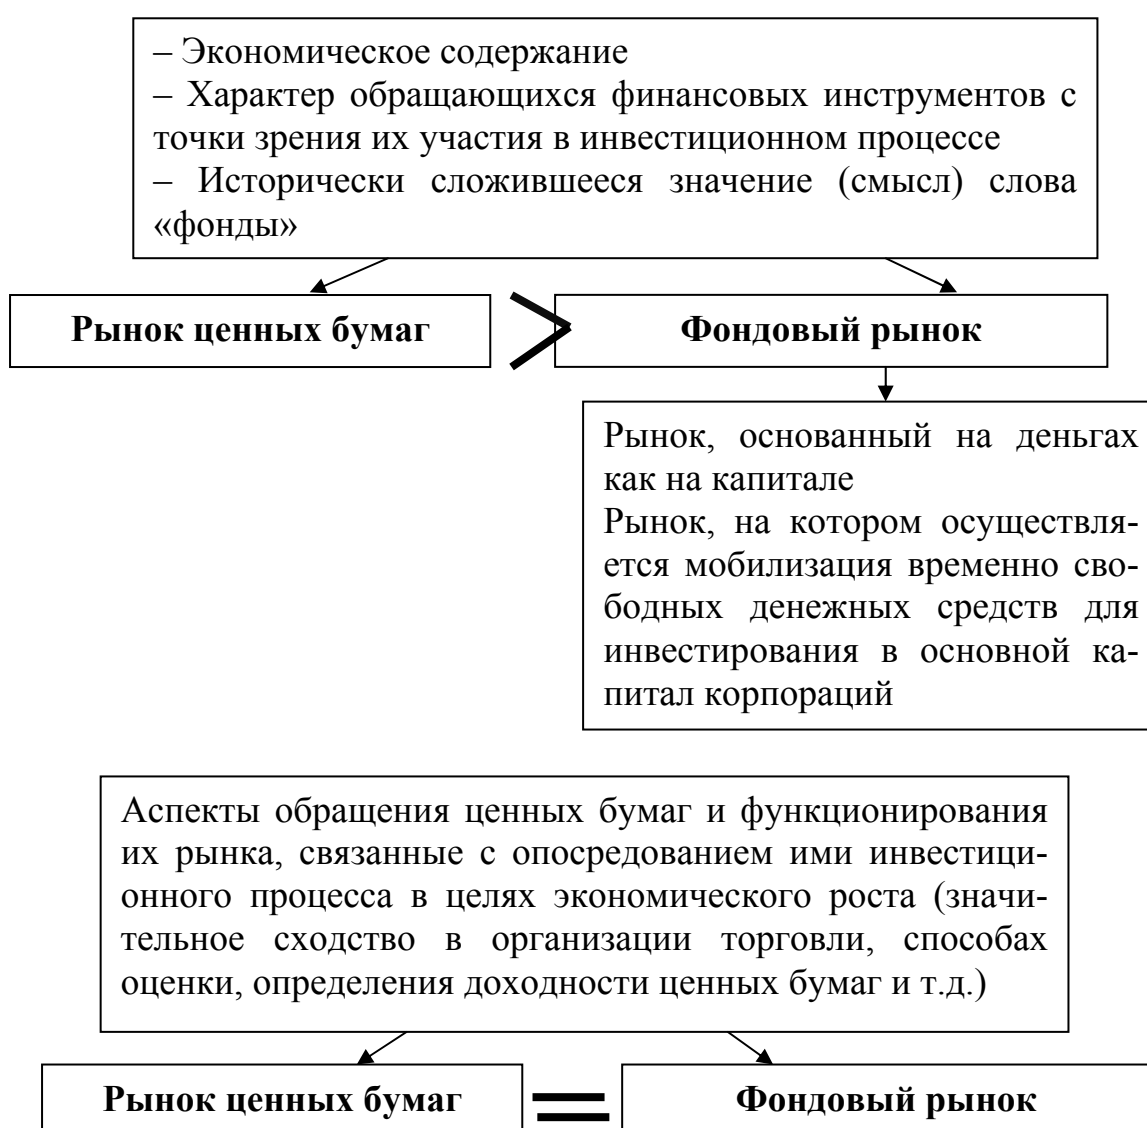 – Экономическое содержание
– Характер обращающихся финансовых инструментов с
точки зрения их участия в инвестиционном процессе
– Исторически сложившееся значение (смысл) слова
«фонды»
Рынок ценных бумаг > Фондовый рынок
Рынок, основанный на деньгах
как на капитале
Рынок, на котором осуществля-
ется мобилизация временно сво-
бодных денежных средств для
инвестирования в основной ка-
питал корпораций
Аспекты обращения ценных бумаг и функционирования
их рынка, связанные с опосредованием ими инвестици-
онного процесса в целях экономического роста (значи-
тельное сходство в организации торговли, способах
оценки, определения доходности ценных бумаг и т.д.)
Рынок ценных бумаг = Фондовый рынок